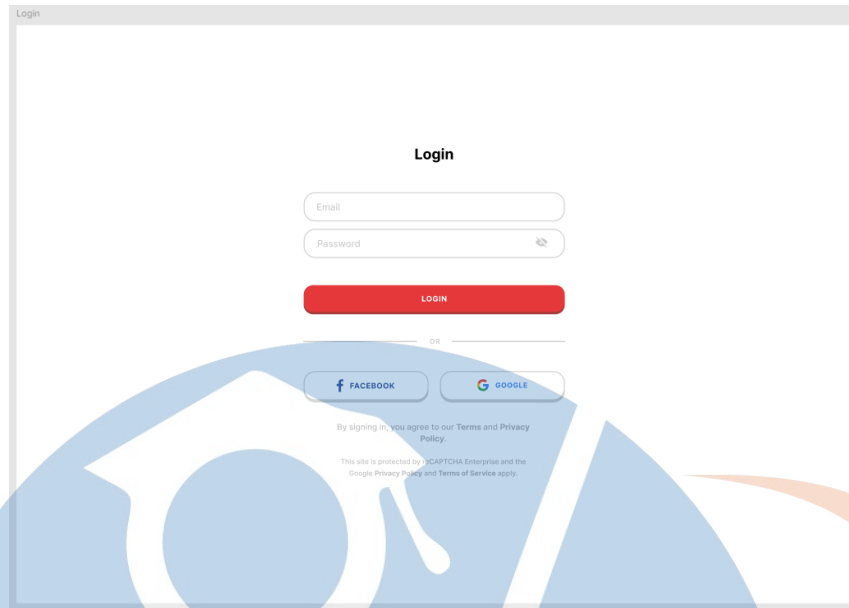 Login
Login
Email
Password
LOGIN
OR
FACEBOOK
GOOGLE
By signing in, you agree to our Terms and Privacy
Policy.
This site is protected by reCAPTCHA Enterprise and the
Google Privacy Policy and Terms of Service apply.